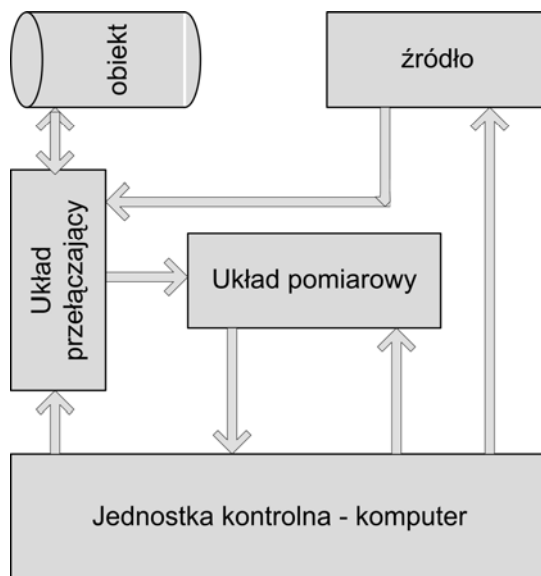 obiekt
źródło
Układ
przełączający
Układ pomiarowy
Jednostka kontrolna - komputer